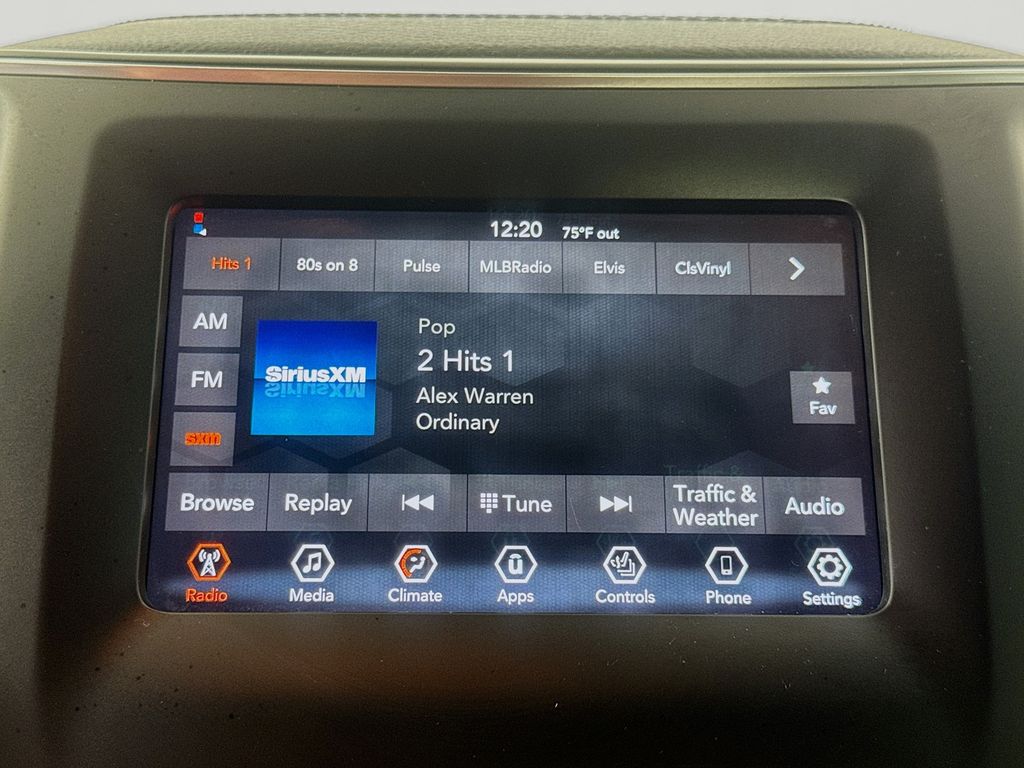 12:20 75°F out
Hits 1 80s on 8 Pulse MLBRadio Elvis ClsVinyl
AM
FM
sxm
SiriusXM
Pop
2 Hits 1
Alex Warren
Ordinary
Fav
Browse Replay Tune Traffic & Weather Audio
Radio Media Climate Apps Controls Phone Settings